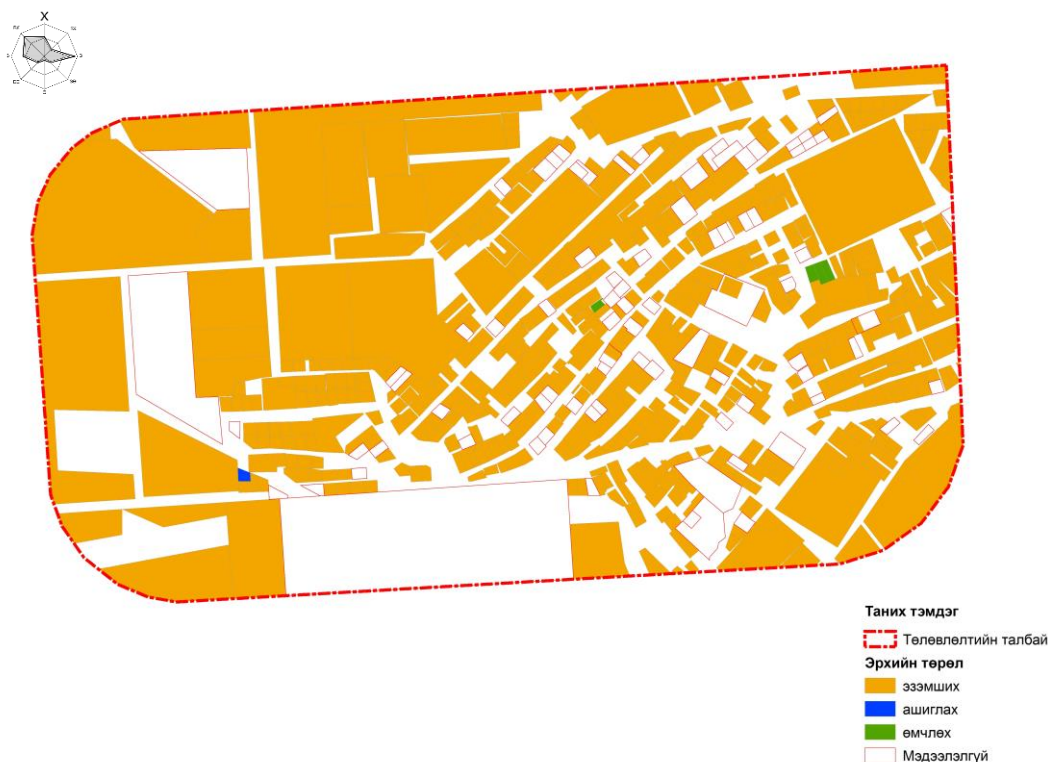 Х
Таних тэмдэг
Төлөвлөлтийн талбай
Эрхийн төрөл
эзэмших
ашиглах
өмчлөх
Мэдээлэлгүй